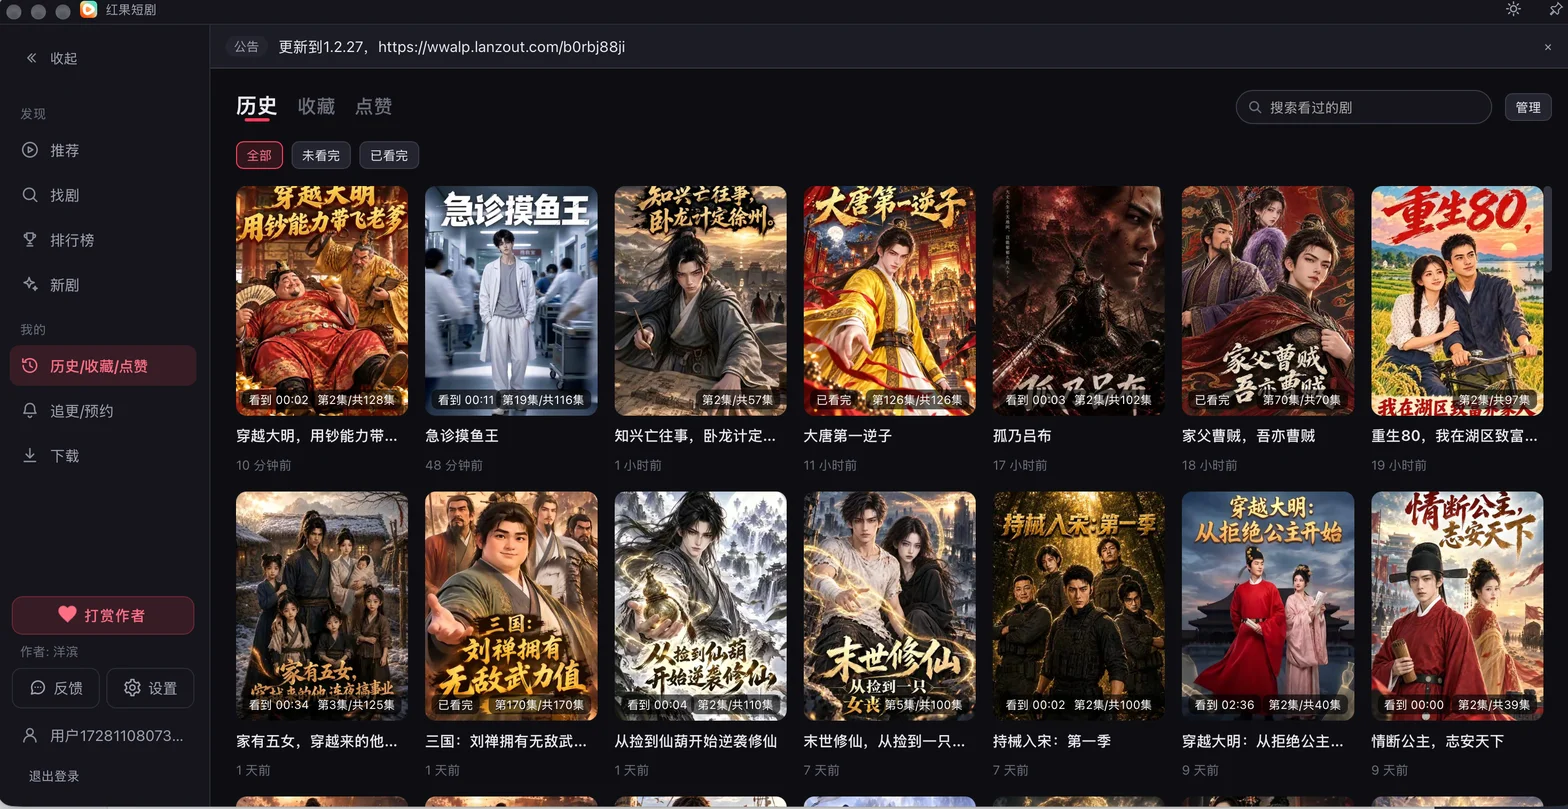 红果短剧
收起
公告
更新到1.2.27，https://wwalp.lanzout.com/b0rbj88ji
×
发现
推荐
找剧
排行榜
新剧
我的
历史/收藏/点赞
追更/预约
下载
打赏作者
作者: 洋滨
反馈
设置
用户17281108073...
退出登录
历史
收藏
点赞
搜索看过的剧
管理
全部
未看完
已看完
穿越大明
用钞能力带飞老爹
看到 00:02
第2集/共128集
急诊摸鱼王
看到 00:11
第19集/共116集
知兴亡往事，
卧龙计定徐州。
第2集/共57集
大唐第一逆子
已看完
第126集/共126集
孤乃吕布
看到 00:03
第2集/共102集
家父曹贼
吾亦曹贼
已看完
第70集/共70集
重生80，
第2集/共97集
穿越大明，用钞能力带...
10 分钟前
急诊摸鱼王
48 分钟前
知兴亡往事，卧龙计定...
1 小时前
大唐第一逆子
11 小时前
孤乃吕布
17 小时前
家父曹贼，吾亦曹贼
18 小时前
重生80，我在湖区致富...
19 小时前
家有五女，
看到 00:34
第3集/共125集
三国：
刘禅拥有
无敌武力值
已看完
第170集/共170集
从捡到仙葫
开始逆袭修仙
看到 00:04
第2集/共110集
末世修仙
从捡到一只
女丧
第5集/共100集
持械入宋:第一季
看到 00:02
第2集/共100集
穿越大明：
从拒绝公主开始
看到 02:36
第2集/共40集
情断公主，
志安天下
看到 00:00
第2集/共39集
家有五女，穿越来的他...
1 天前
三国：刘禅拥有无敌武...
1 天前
从捡到仙葫开始逆袭修仙
1 天前
末世修仙，从捡到一只...
7 天前
持械入宋：第一季
7 天前
穿越大明：从拒绝公主...
9 天前
情断公主，志安天下
9 天前